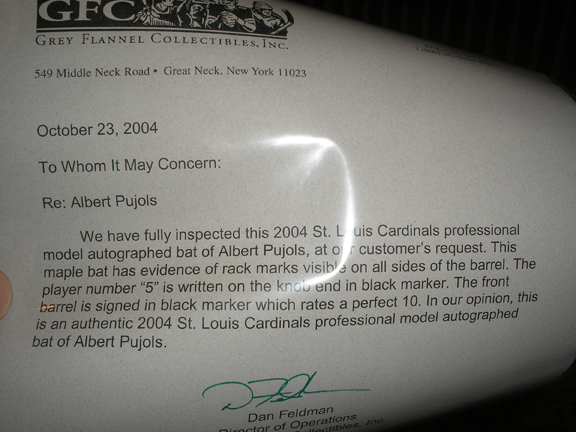 GFC
GREY FLANNEL COLLECTIBLES, INC.
549 Middle Neck Road • Great Neck, New York 11023
October 23, 2004
To Whom It May Concern:
Re: Albert Pujols
We have fully inspected this 2004 St. Louis Cardinals professional
model autographed bat of Albert Pujols, at our customer's request. This
maple bat has evidence of rack marks visible on all sides of the barrel. The
player number "5" is written on the knob end in black marker. The front
barrel is signed in black marker which rates a perfect 10. In our opinion, this
is an authentic 2004 St. Louis Cardinals professional model autographed
bat of Albert Pujols.
Dan Feldman
Director of Operations
Collectibles, Inc.